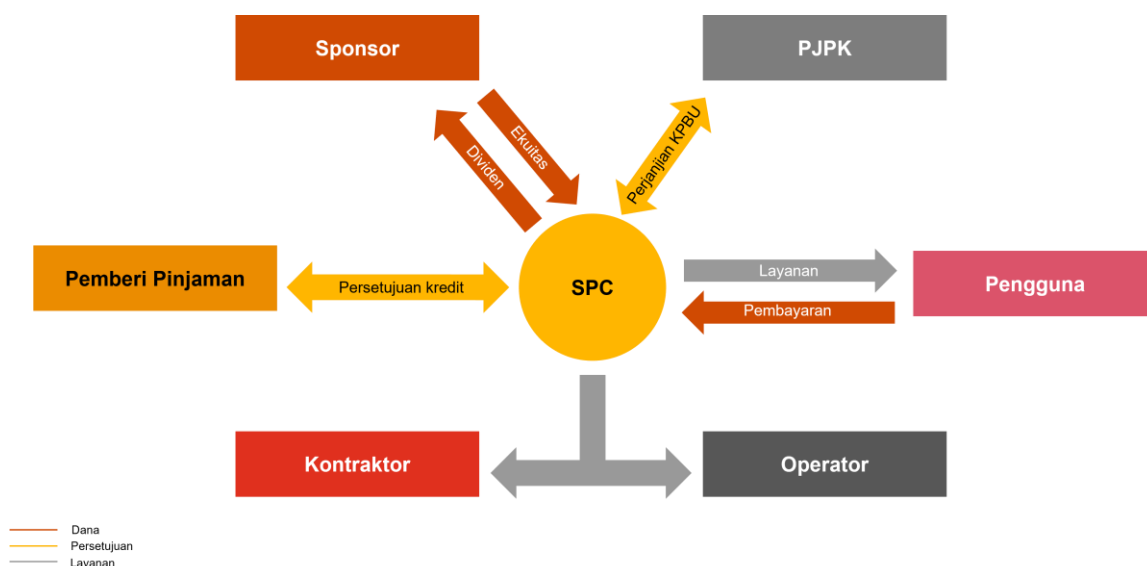 Sponsor
PJPK
Ekuitas
Dividen
Perjanjian KPBU
Pemberi Pinjaman
Persetujuan kredit
SPC
Layanan
Pembayaran
Pengguna
Kontraktor
Operator
Dana
Persetujuan
Layanan